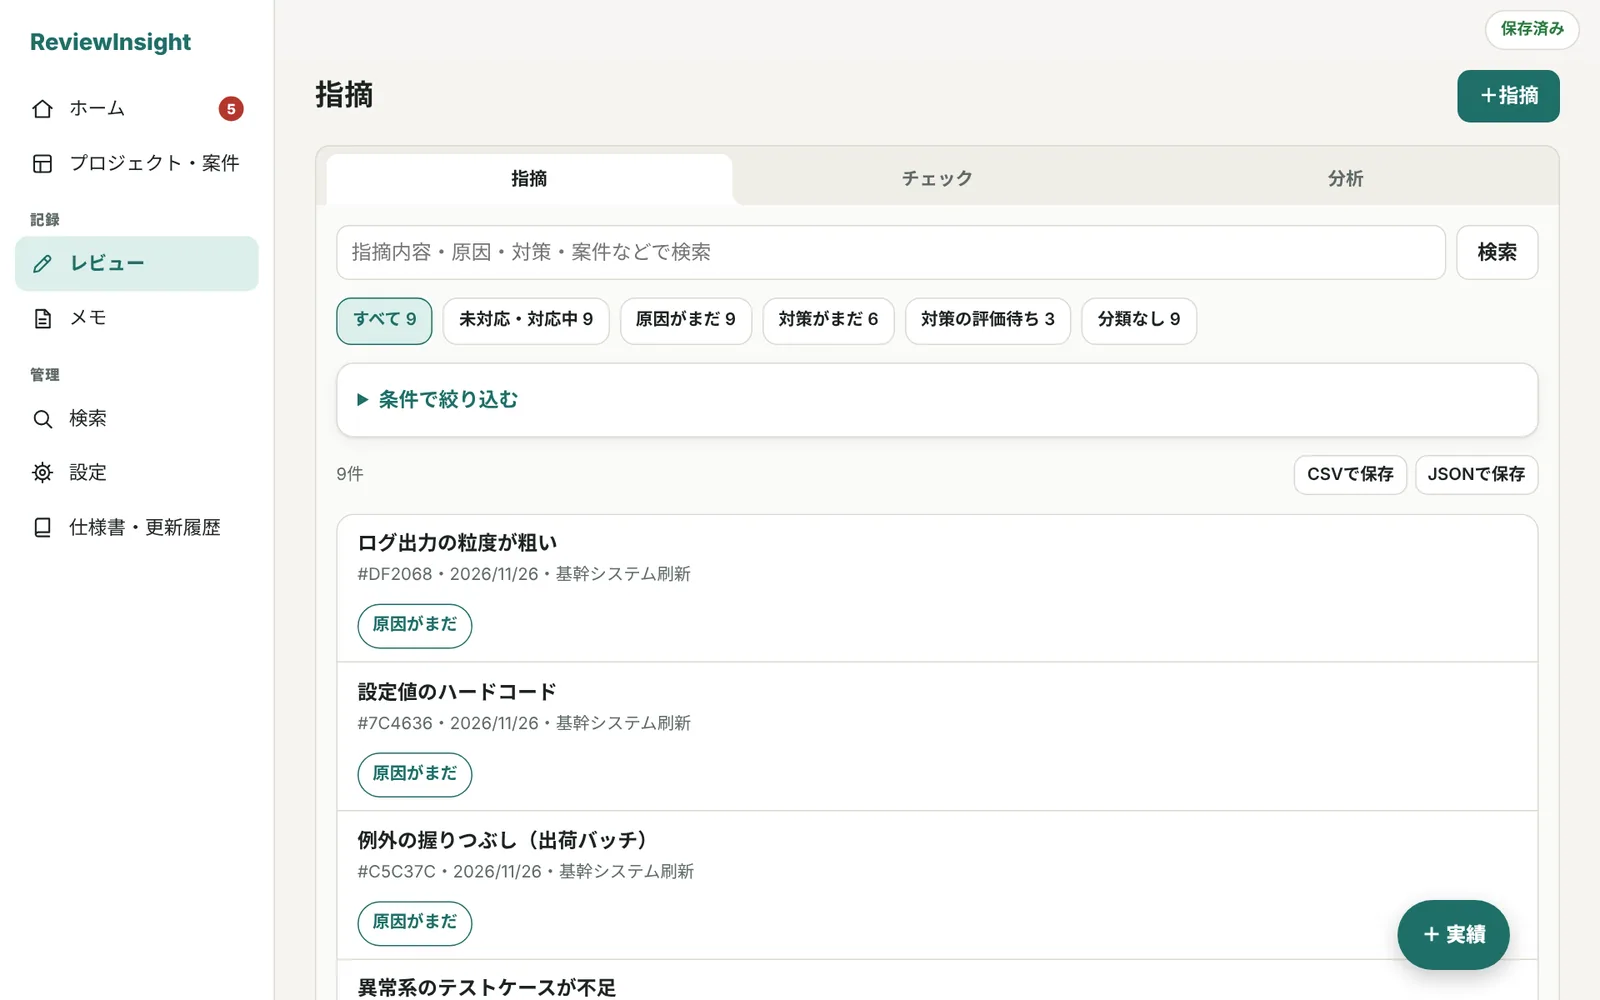 ReviewInsight
ホーム 5
プロジェクト・案件
記録
レビュー
メモ
管理
検索
設定
仕様書・更新履歴
保存済み
指摘
＋指摘
指摘 チェック 分析
指摘内容・原因・対策・案件などで検索 検索
すべて 9 未対応・対応中 9 原因がまだ 9 対策がまだ 6 対策の評価待ち 3 分類なし 9
条件で絞り込む
9件 CSVで保存 JSONで保存
ログ出力の粒度が粗い
#DF2068・2026/11/26・基幹システム刷新
原因がまだ
設定値のハードコード
#7C4636・2026/11/26・基幹システム刷新
原因がまだ
例外の握りつぶし（出荷バッチ）
#C5C37C・2026/11/26・基幹システム刷新
原因がまだ
＋ 実績
異常系のテストケースが不足